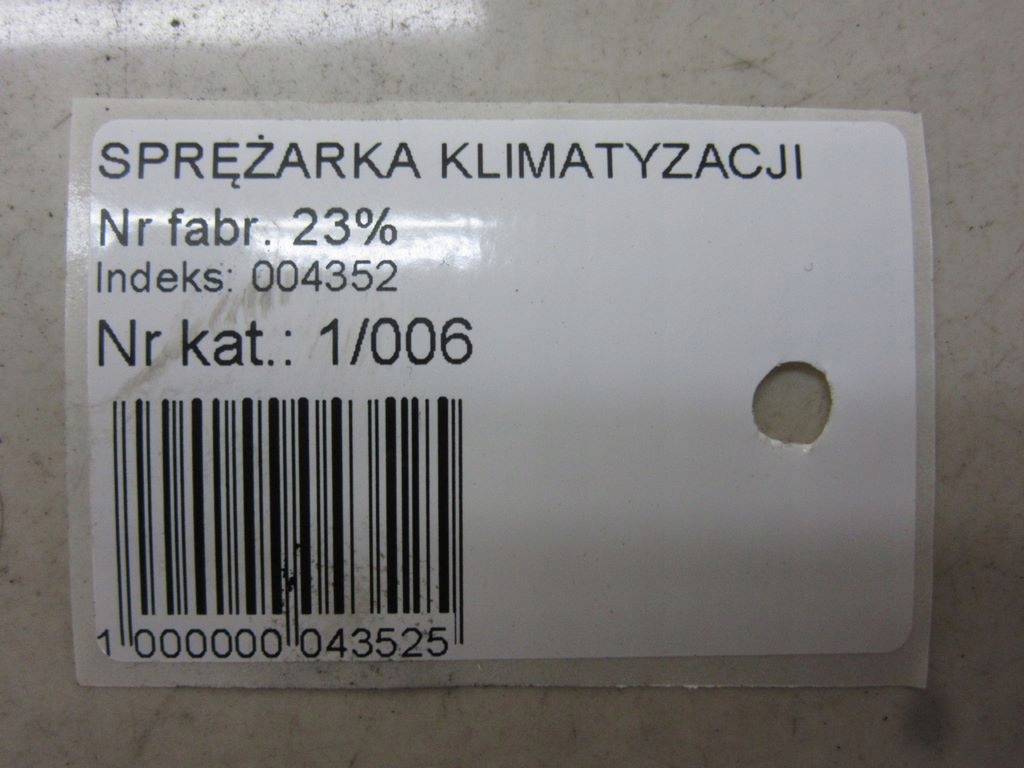 SPRĘŻARKA KLIMATYZACJI
Nr fabr. 23%
Indeks: 004352
Nr kat.: 1/006
1 000000 043525